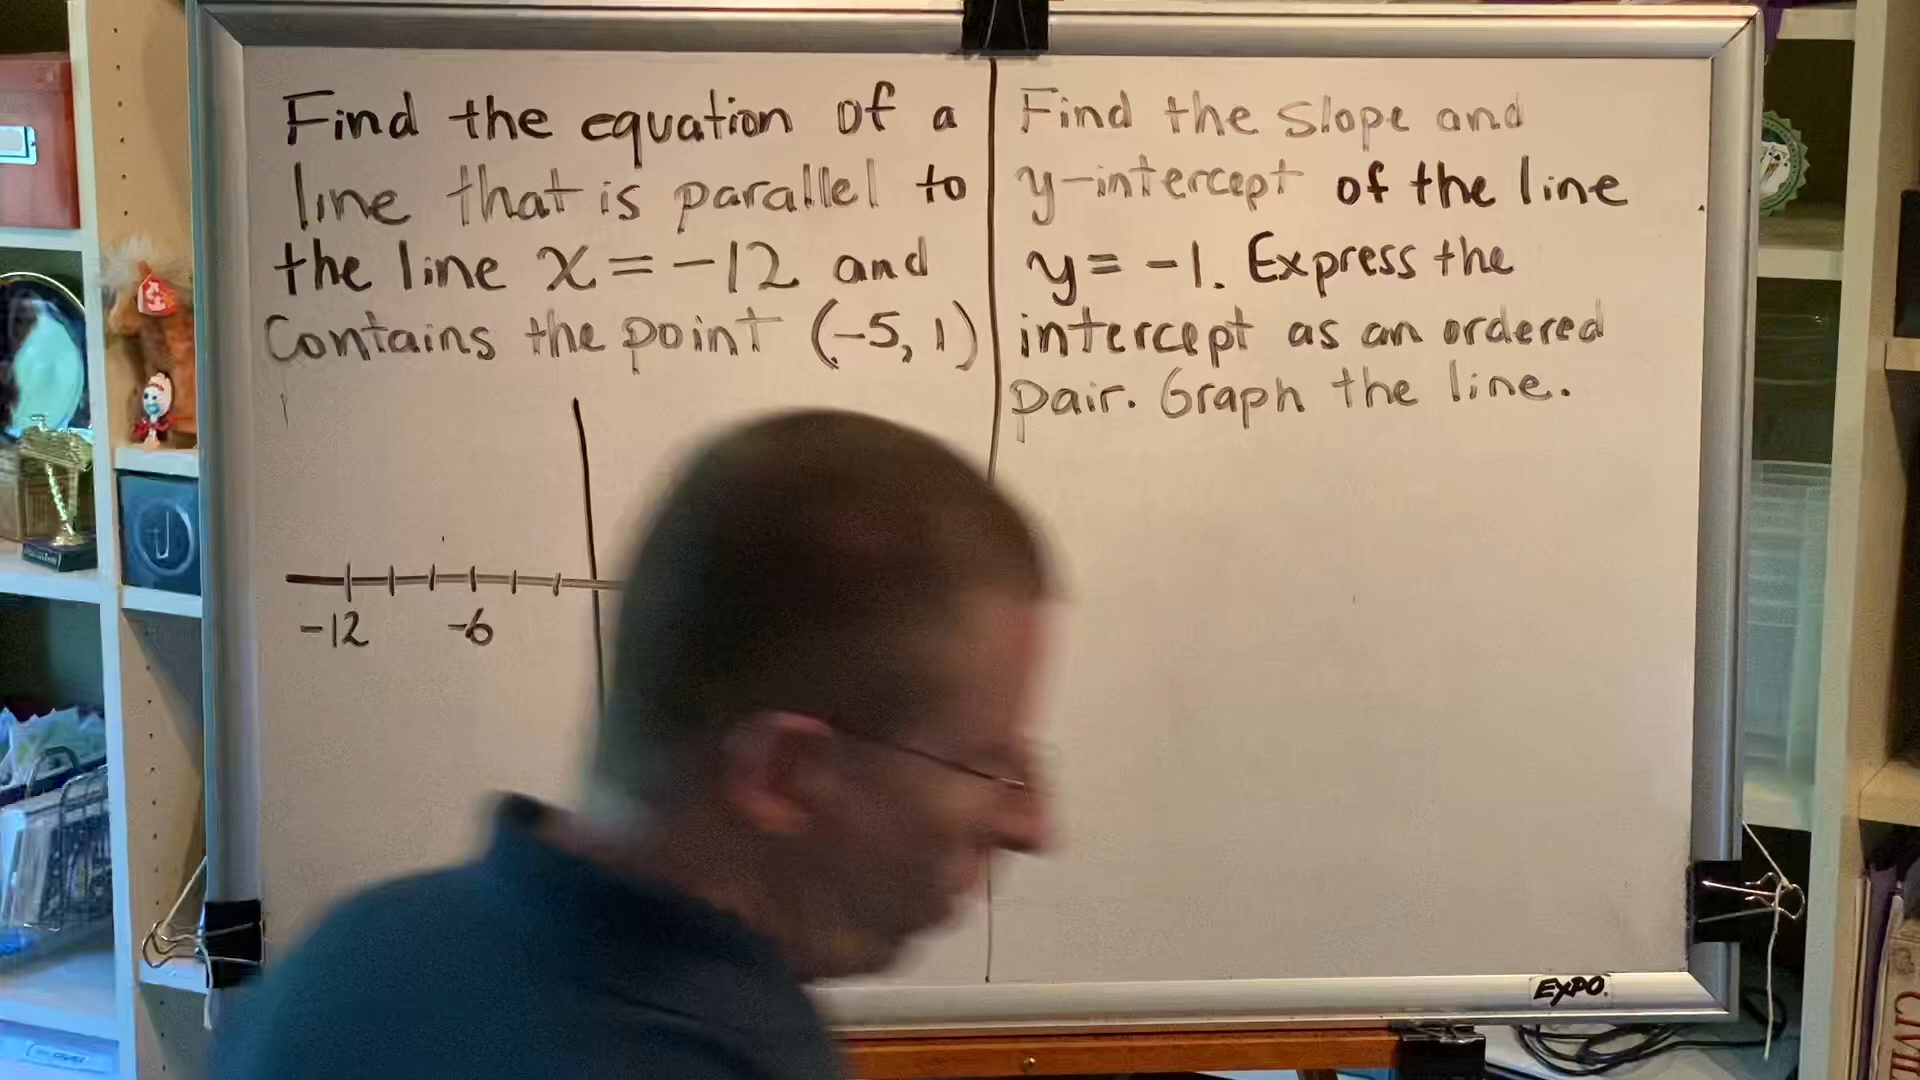 Find the equation of a
line that is parallel to
the line x = -12 and
Contains the point (-5, 1)
-12 -6
Find the slope and
y-intercept of the line
y = -1. Express the
intercept as an ordered
pair. Graph the line.
EXPO